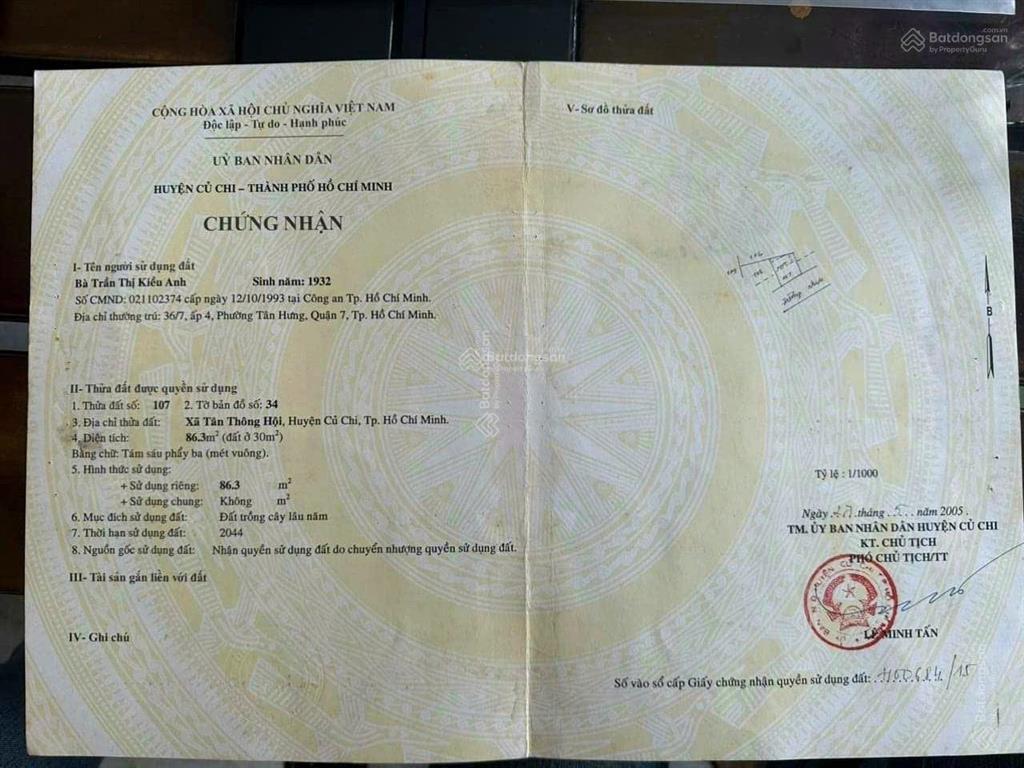 Batdongsan.com.vn
by PropertyGuru
CỘNG HÒA XÃ HỘI CHỦ NGHĨA VIỆT NAM
Độc lập - Tự do - Hạnh phúc
UỶ BAN NHÂN DÂN
HUYỆN CỦ CHI – THÀNH PHỐ HỒ CHÍ MINH
CHỨNG NHẬN
I- Tên người sử dụng đất
Bà Trần Thị Kiều Anh Sinh năm: 1932
Số CMND: 021102374 cấp ngày 12/10/1993 tại Công an Tp. Hồ Chí Minh.
Địa chỉ thường trú: 36/7, ấp 4, Phường Tân Hưng, Quận 7, Tp. Hồ Chí Minh.
II- Thửa đất được quyền sử dụng
1. Thửa đất số: 107 2. Tờ bản đồ số: 34
3. Địa chỉ thửa đất: Xã Tân Thông Hội, Huyện Củ Chi, Tp. Hồ Chí Minh.
4. Diện tích: 86.3m² (đất ở 30m²)
Bằng chữ: Tám sáu phẩy ba (mét vuông).
5. Hình thức sử dụng:
+ Sử dụng riêng: 86.3 m²
+ Sử dụng chung: Không m²
6. Mục đích sử dụng đất: Đất trồng cây lâu năm
7. Thời hạn sử dụng đất: 2044
8. Nguồn gốc sử dụng đất: Nhận quyền sử dụng đất do chuyển nhượng quyền sử dụng đất.
III- Tài sản gắn liền với đất
IV- Ghi chú
V- Sơ đồ thửa đất
B
Batdongsan
Tỷ lệ : 1/1000
Ngày tháng 5 năm 2005.
TM. ỦY BAN NHÂN DÂN HUYỆN CỦ CHI
KT. CHỦ TỊCH
PHÓ CHỦ TỊCH/TT
LÊ MINH TẤN
Số vào sổ cấp Giấy chứng nhận quyền sử dụng đất: